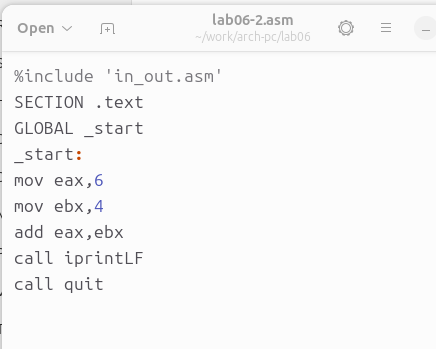 Open
lab06-2.asm
~/work/arch-pc/lab06
%include 'in_out.asm'
SECTION .text
GLOBAL _start
_start:
mov eax,6
mov ebx,4
add eax,ebx
call iprintLF
call quit